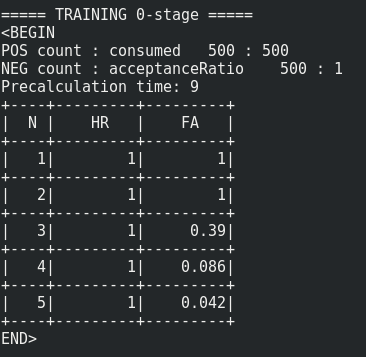 ===== TRAINING 0-stage =====
<BEGIN
POS count : consumed   500 : 500
NEG count : acceptanceRatio    500 : 1
Precalculation time: 9
+----+---------+---------+
|  N |    HR   |    FA   |
+----+---------+---------+
|   1|        1|        1|
+----+---------+---------+
|   2|        1|        1|
+----+---------+---------+
|   3|        1|     0.39|
+----+---------+---------+
|   4|        1|    0.086|
+----+---------+---------+
|   5|        1|    0.042|
+----+---------+---------+
END>